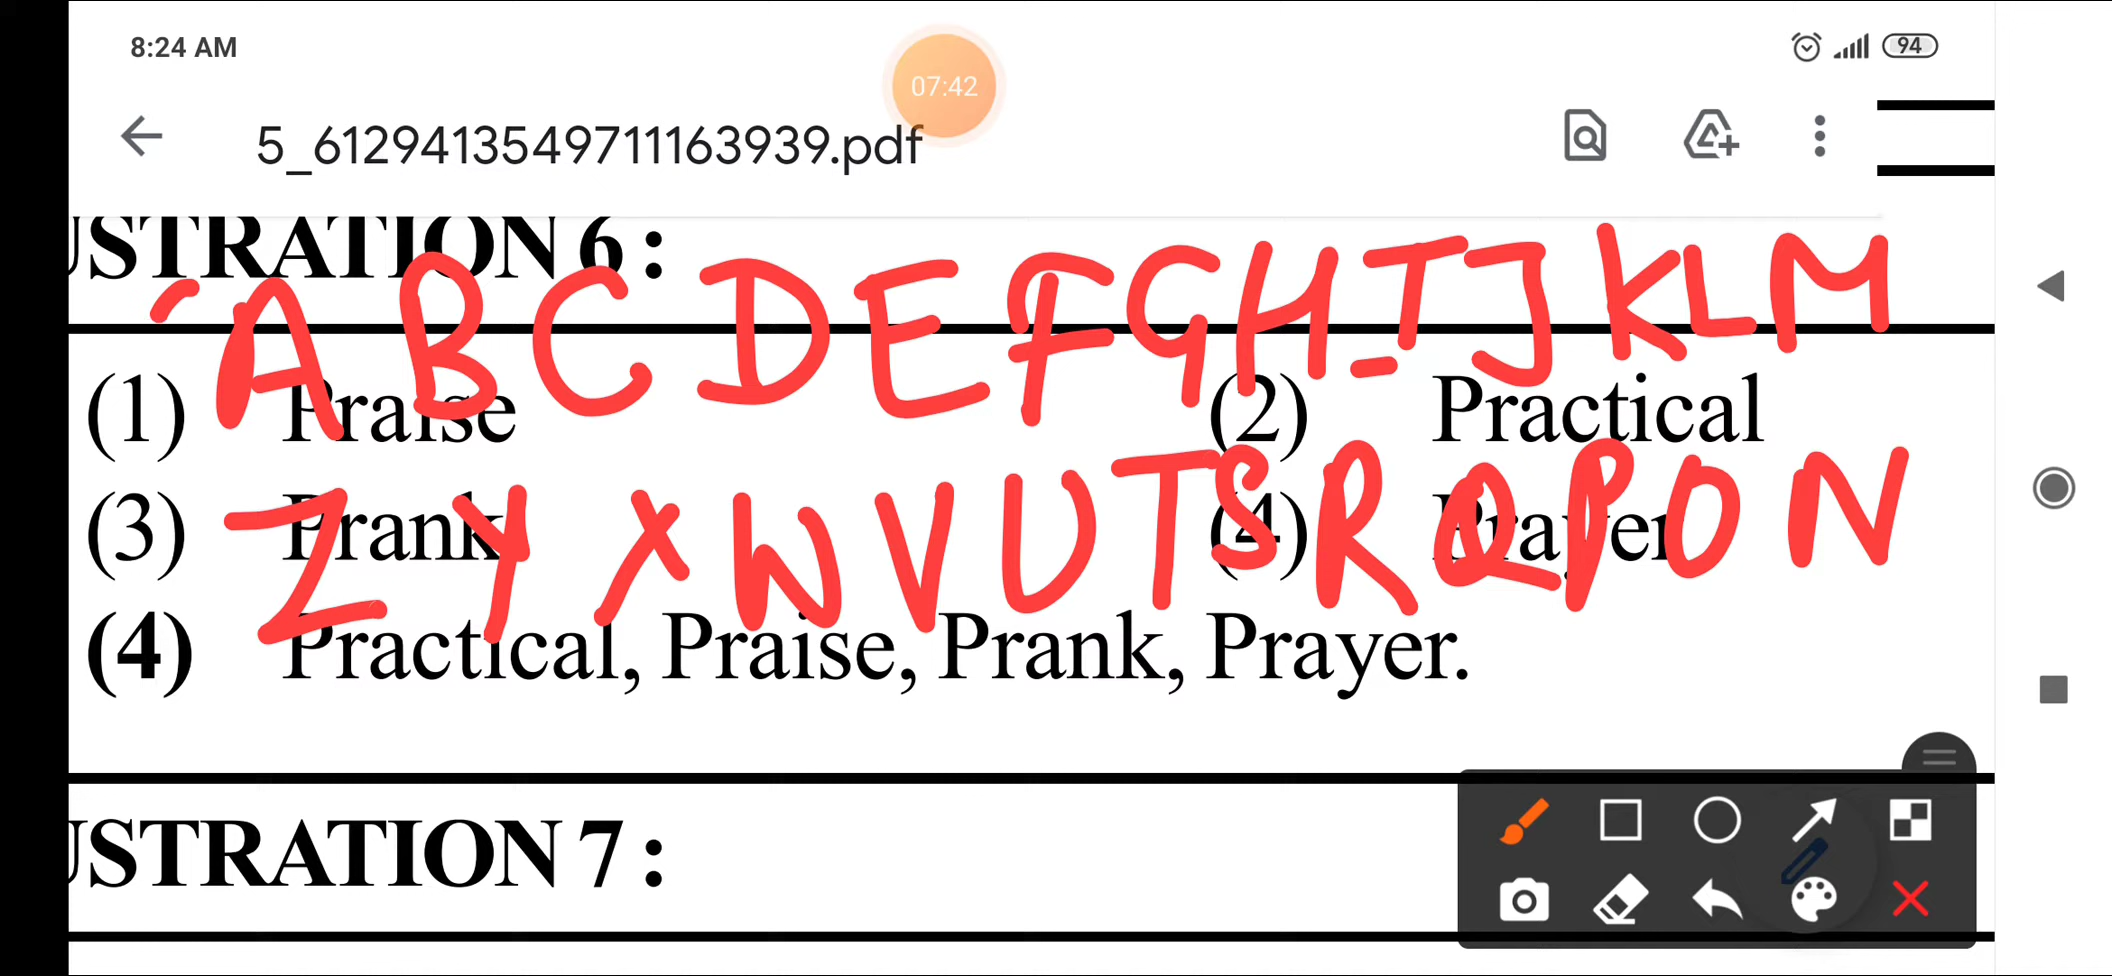 8:24 AM
07:42
94
5_6129413549711163939.pdf
USTRATION 6 :
A B C D E F G H I J K L M
(1) Praise (2) Practical
Z Y X W V U T S R Q P O N
(3) Prank (4) Prayer
(4) Practical, Praise, Prank, Prayer.
USTRATION 7 :